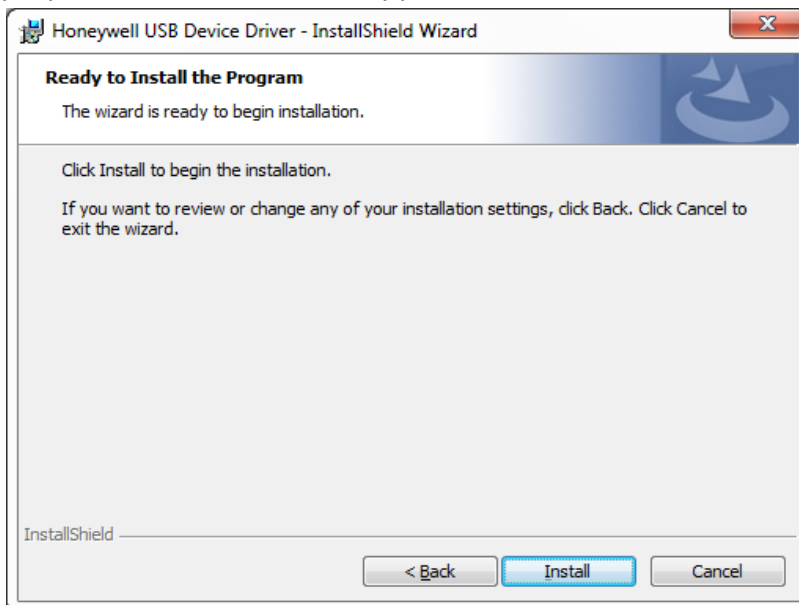 Honeywell USB Device Driver - InstallShield Wizard
Ready to Install the Program
The wizard is ready to begin installation.
Click Install to begin the installation.
If you want to review or change any of your installation settings, click Back. Click Cancel to
exit the wizard.
InstallShield
< Back
Install
Cancel